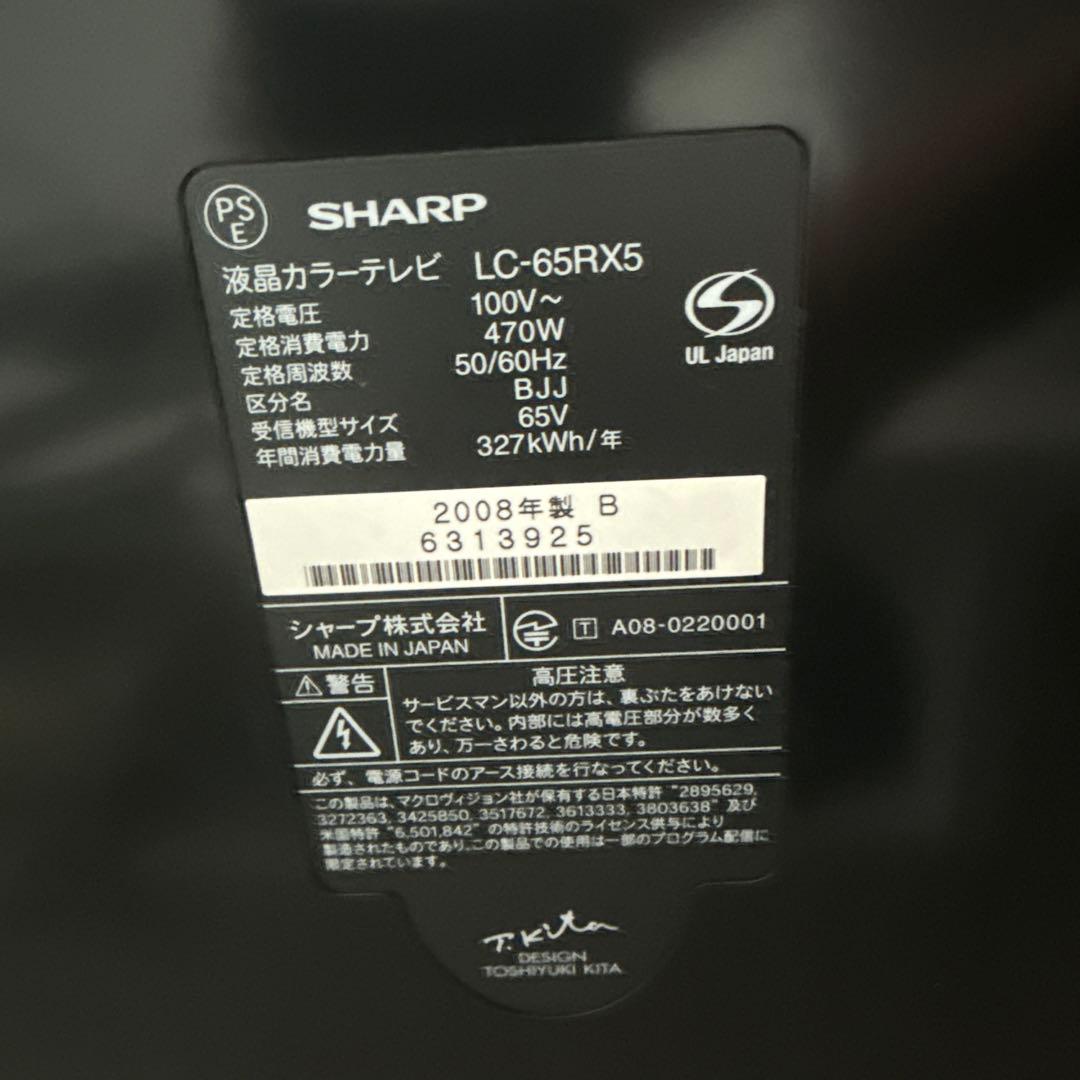 PS
E
SHARP
液晶カラーテレビ LC-65RX5
定格電圧 100V～
定格消費電力 470W
定格周波数 50/60Hz
区分名 BJJ
受信機型サイズ 65V
年間消費電力量 327kWh/年
UL Japan
2008年製 B
6313925
シャープ株式会社
MADE IN JAPAN
T A08-0220001
警告
高圧注意
サービスマン以外の方は、裏ぶたをあけない
でください。内部には高電圧部分が数多く
あり、万一さわると危険です。
必ず、電源コードのアース接続を行なってください。
この製品は、マクロヴィジョン社が保有する日本特許 "2895629,
3272363, 3425850, 3517672, 3613333, 3803638" 及び
米国特許 "6,501,842" の特許技術のライセンス供与により
製造されたものであり、この製品での使用は一部のプログラム配信に
限定されています。
T. Kita
DESIGN
TOSHIYUKI KITA